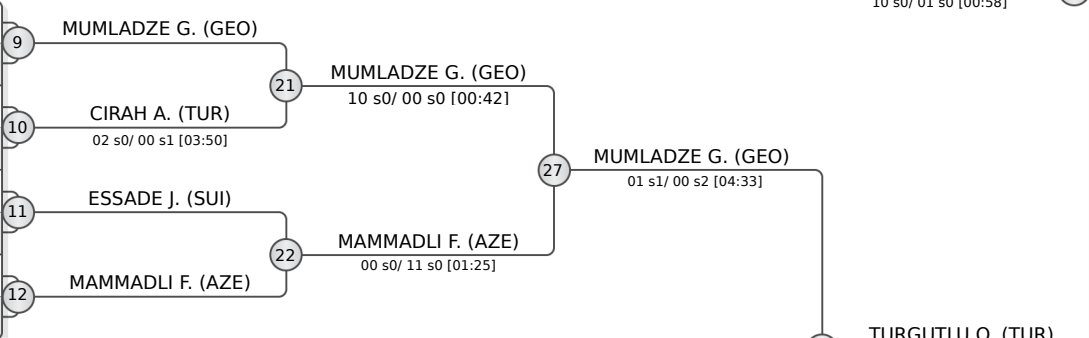 10 s0/ 01 s0 [00:58]
MUMLADZE G. (GEO)
9
21
MUMLADZE G. (GEO)
10 s0/ 00 s0 [00:42]
CIRAH A. (TUR)
10
02 s0/ 00 s1 [03:50]
27
MUMLADZE G. (GEO)
01 s1/ 00 s2 [04:33]
ESSADE J. (SUI)
11
22
MAMMADLI F. (AZE)
00 s0/ 11 s0 [01:25]
MAMMADLI F. (AZE)
12
TURGUTLU O. (TUR)